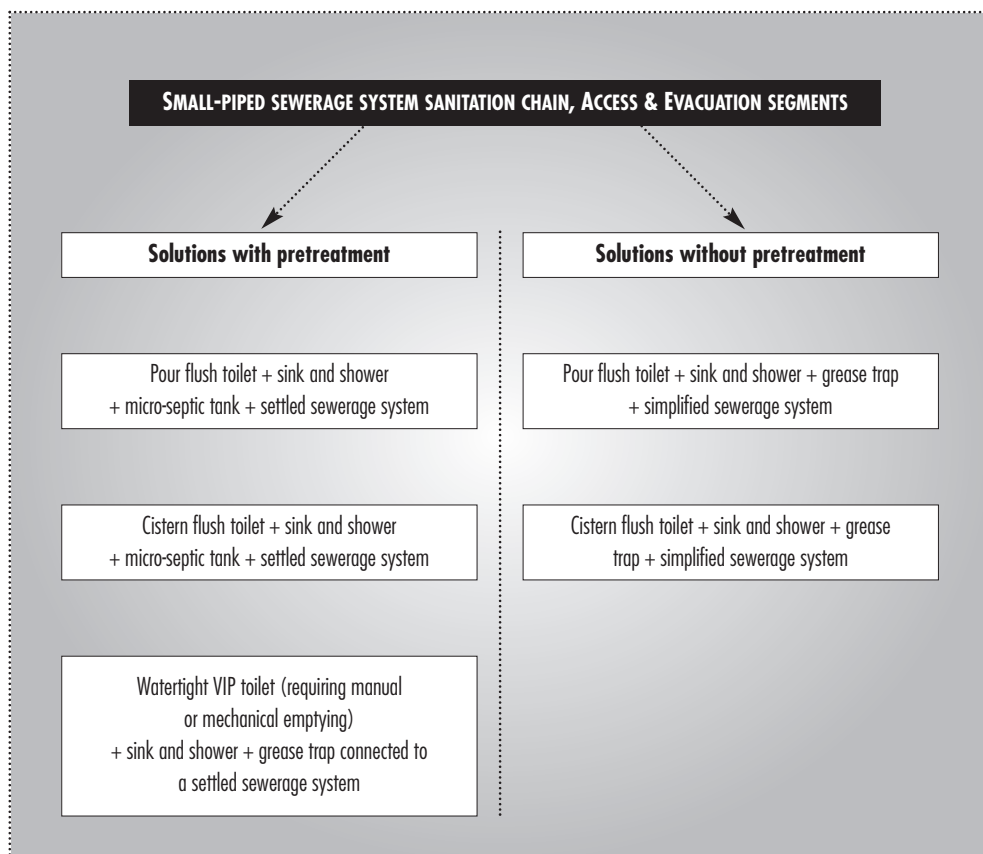 SMALL-PIPED SEWERAGE SYSTEM SANITATION CHAIN, ACCESS & EVACUATION SEGMENTS
Solutions with pretreatment
Pour flush toilet + sink and shower
+ micro-septic tank + settled sewerage system
Cistern flush toilet + sink and shower
+ micro-septic tank + settled sewerage system
Watertight VIP toilet (requiring manual
or mechanical emptying)
+ sink and shower + grease trap connected to
a settled sewerage system
Solutions without pretreatment
Pour flush toilet + sink and shower + grease trap
+ simplified sewerage system
Cistern flush toilet + sink and shower + grease
trap + simplified sewerage system